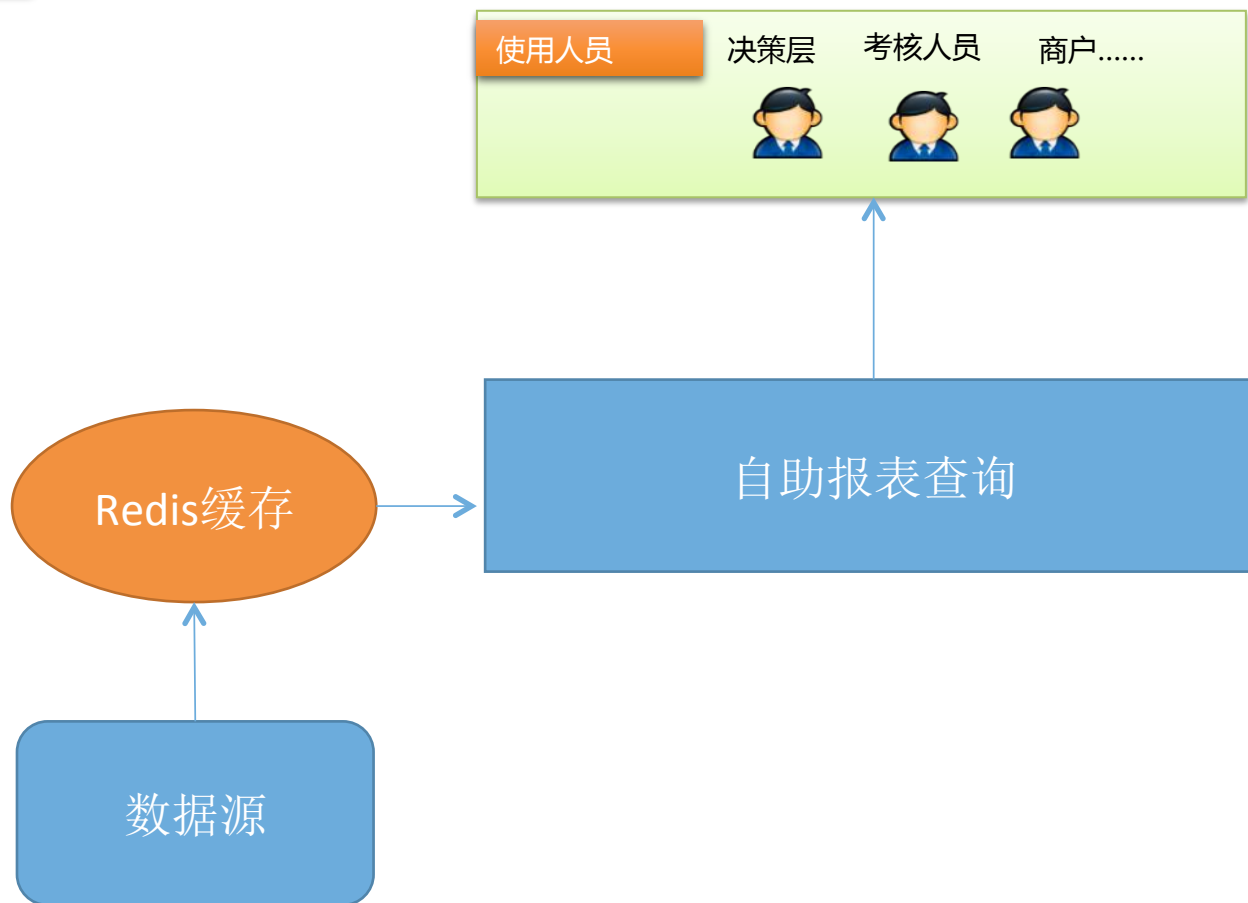 使用人员
决策层
考核人员
商户......
自助报表查询
Redis缓存
数据源